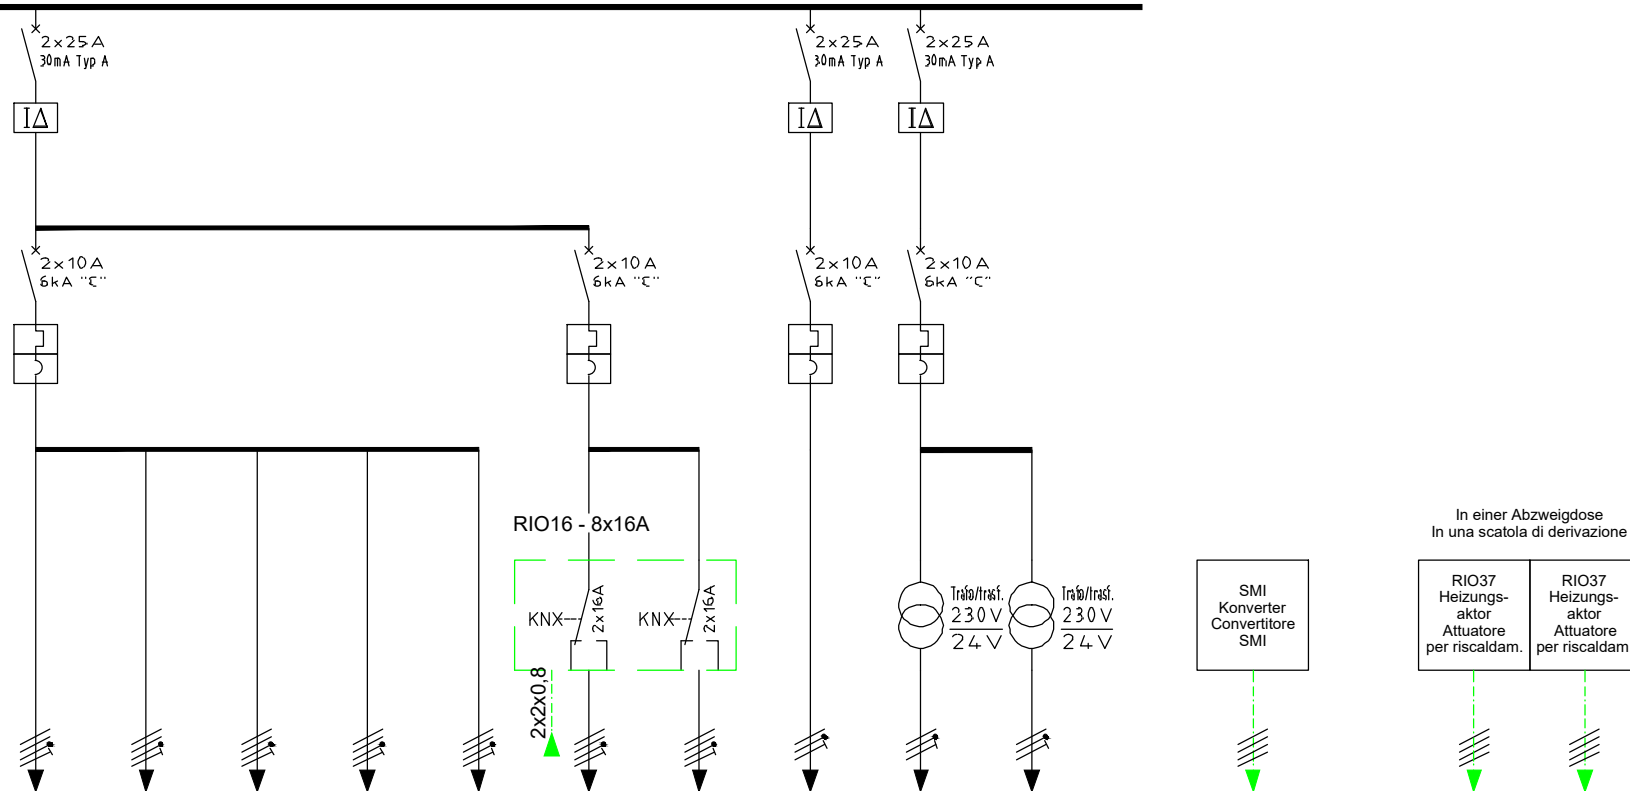 2x25A
30mA Typ A
2x25A
30mA Typ A
2x25A
30mA Typ A
IΔ
IΔ
IΔ
2x10A
6kA "C"
2x10A
6kA "C"
2x10A
6kA "C"
2x10A
6kA "C"
RIO16 - 8x16A
KNX
2x16A
KNX
2x16A
2x2x0,8
Trafo/trasf.
230V
24V
Trafo/trasf.
230V
24V
SMI
Konverter
Convertitore
SMI
In einer Abzweigdose
In una scatola di derivazione
RIO37
Heizungs-
aktor
Attuatore
per riscaldam.
RIO37
Heizungs-
aktor
Attuatore
per riscaldam